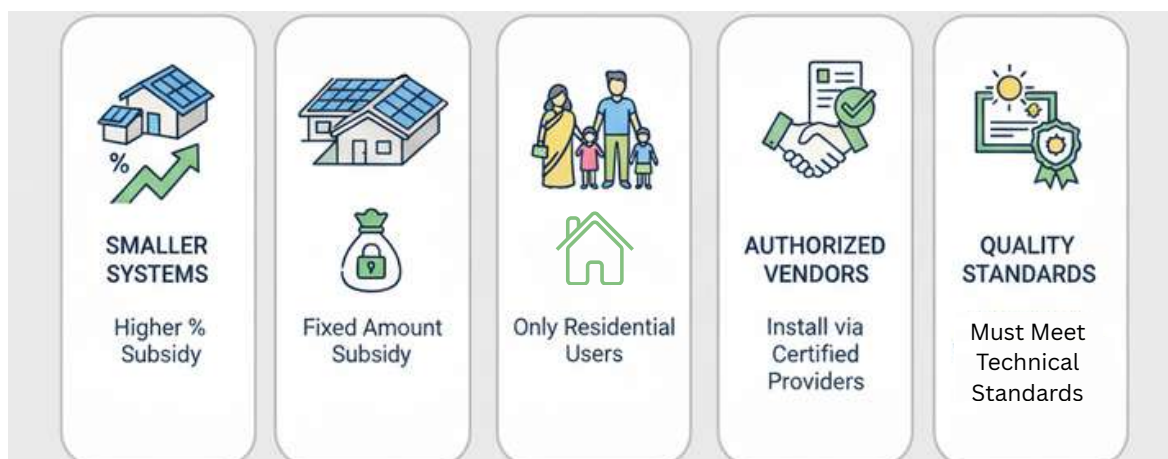 %
SMALLER
SYSTEMS
Higher %
Subsidy
Fixed Amount
Subsidy
Only Residential
Users
AUTHORIZED
VENDORS
Install via
Certified
Providers
QUALITY
STANDARDS
Must Meet
Technical
Standards